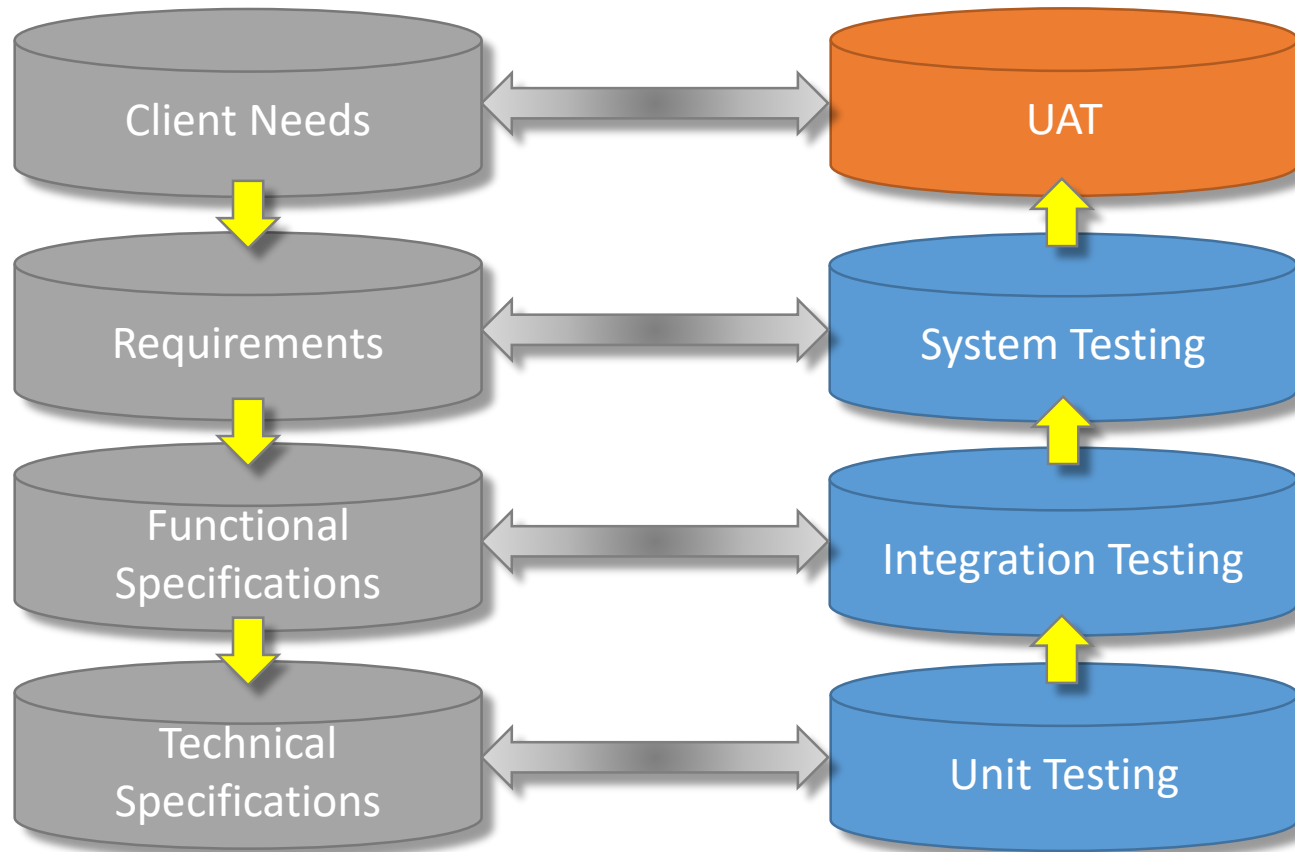 Client Needs
UAT
Requirements
System Testing
Functional
Specifications
Integration Testing
Technical
Specifications
Unit Testing